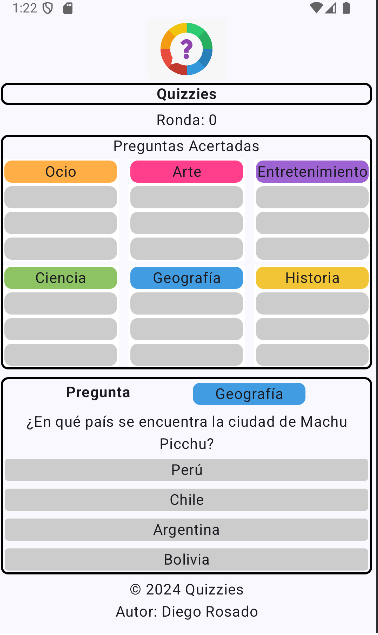 1:22
?
Quizzies
Ronda: 0
Preguntas Acertadas
Ocio Arte Entretenimiento
Ciencia Geografía Historia
Pregunta Geografía
¿En qué país se encuentra la ciudad de Machu
Picchu?
Perú
Chile
Argentina
Bolivia
© 2024 Quizzies
Autor: Diego Rosado